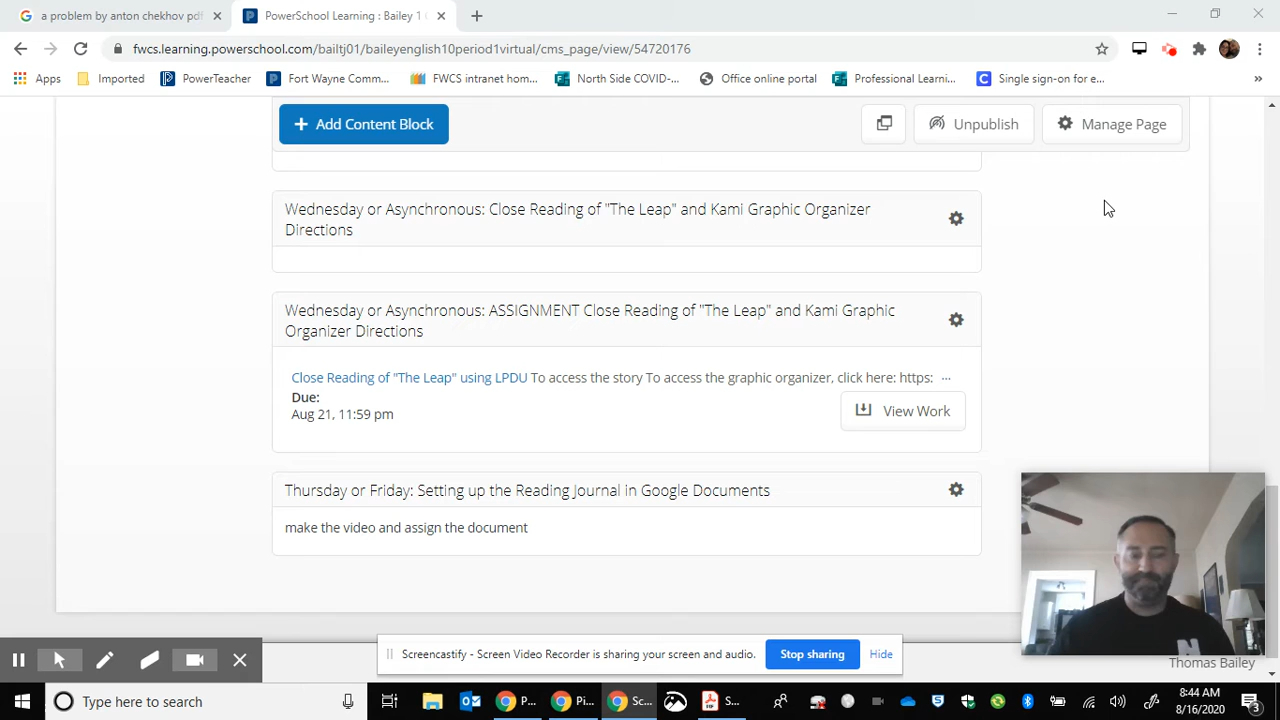 a problem by anton chekhov pdf
PowerSchool Learning : Bailey 1
fwcs.learning.powerschool.com/bailtj01/baileyenglish10period1virtual/cms_page/view/54720176
Apps Imported PowerTeacher Fort Wayne Comm... FWCS intranet hom... North Side COVID-... Office online portal Professional Learni... Single sign-on for e... »
+ Add Content Block Unpublish Manage Page
Wednesday or Asynchronous: Close Reading of "The Leap" and Kami Graphic Organizer
Directions
Wednesday or Asynchronous: ASSIGNMENT Close Reading of "The Leap" and Kami Graphic
Organizer Directions
Close Reading of "The Leap" using LPDU To access the story To access the graphic organizer, click here: https: ...
Due:
Aug 21, 11:59 pm
View Work
Thursday or Friday: Setting up the Reading Journal in Google Documents
make the video and assign the document
Screencastify - Screen Video Recorder is sharing your screen and audio. Stop sharing Hide
Thomas Bailey
Type here to search
P...
Pi...
Sc...
S...
8:44 AM
8/16/2020
3